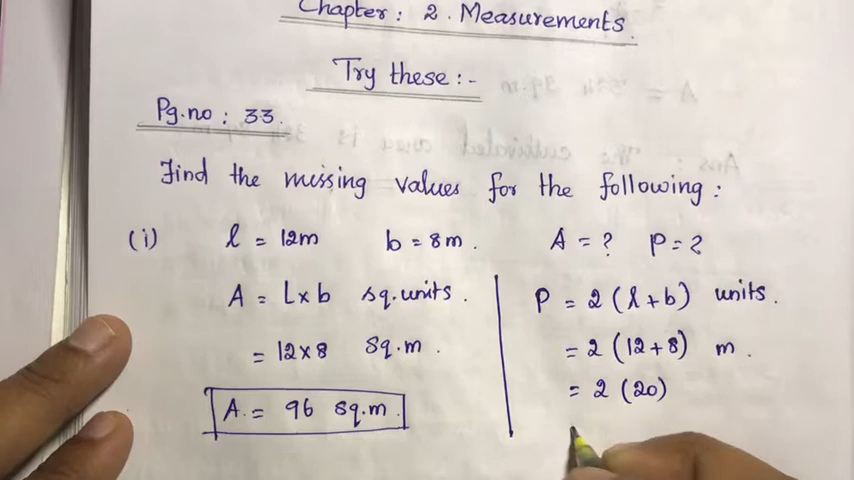 Chapter : 2. Measurements.
Try these :-
Pg.no : 33.
Find the missing values for the following :
(i) l = 12m b = 8m. A = ? P = ?
A = l x b sq.units.
= 12 x 8 sq.m.
A = 96 sq.m.
P = 2 (l + b) units.
= 2 (12 + 8) m.
= 2 (20)